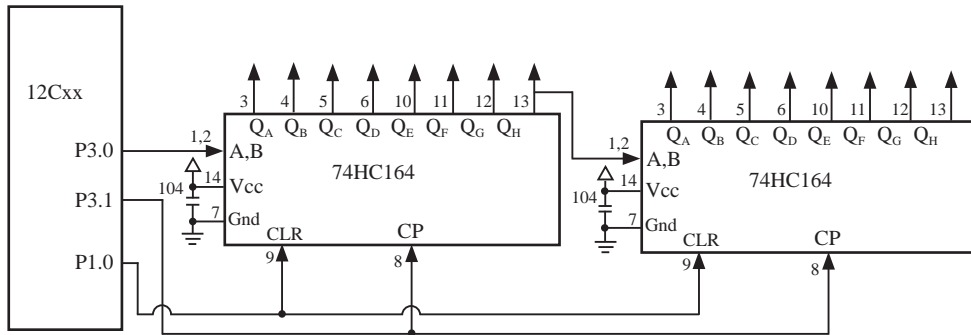 12Cxx
P3.0
P3.1
P1.0
3 4 5 6 10 11 12 13
QA QB QC QD QE QF QG QH
1,2
A,B
74HC164
14
Vcc
104
7
Gnd
CLR
CP
9
8
3 4 5 6 10 11 12 13
QA QB QC QD QE QF QG QH
1,2
A,B
74HC164
14
Vcc
104
7
Gnd
CLR
CP
9
8